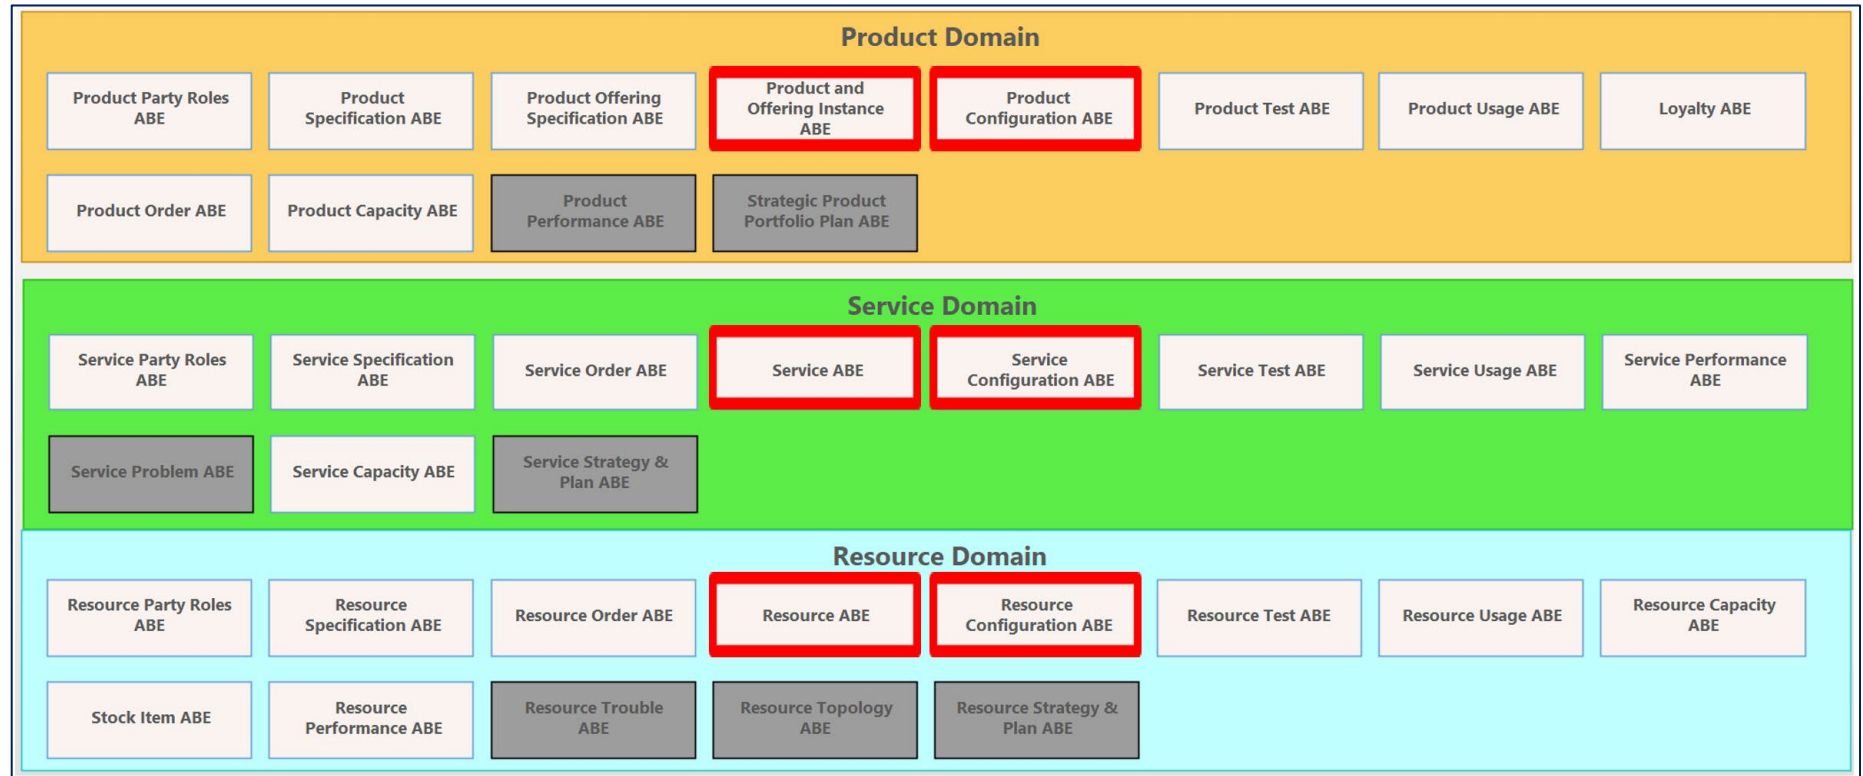 Product Domain
Product Party Roles
ABE
Product
Specification ABE
Product Offering
Specification ABE
Product and
Offering Instance
ABE
Product
Configuration ABE
Product Test ABE
Product Usage ABE
Loyalty ABE
Product Order ABE
Product Capacity ABE
Product
Performance ABE
Strategic Product
Portfolio Plan ABE
Service Domain
Service Party Roles
ABE
Service Specification
ABE
Service Order ABE
Service ABE
Service
Configuration ABE
Service Test ABE
Service Usage ABE
Service Performance
ABE
Service Problem ABE
Service Capacity ABE
Service Strategy &
Plan ABE
Resource Domain
Resource Party Roles
ABE
Resource
Specification ABE
Resource Order ABE
Resource ABE
Resource
Configuration ABE
Resource Test ABE
Resource Usage ABE
Resource Capacity
ABE
Stock Item ABE
Resource
Performance ABE
Resource Trouble
ABE
Resource Topology
ABE
Resource Strategy &
Plan ABE